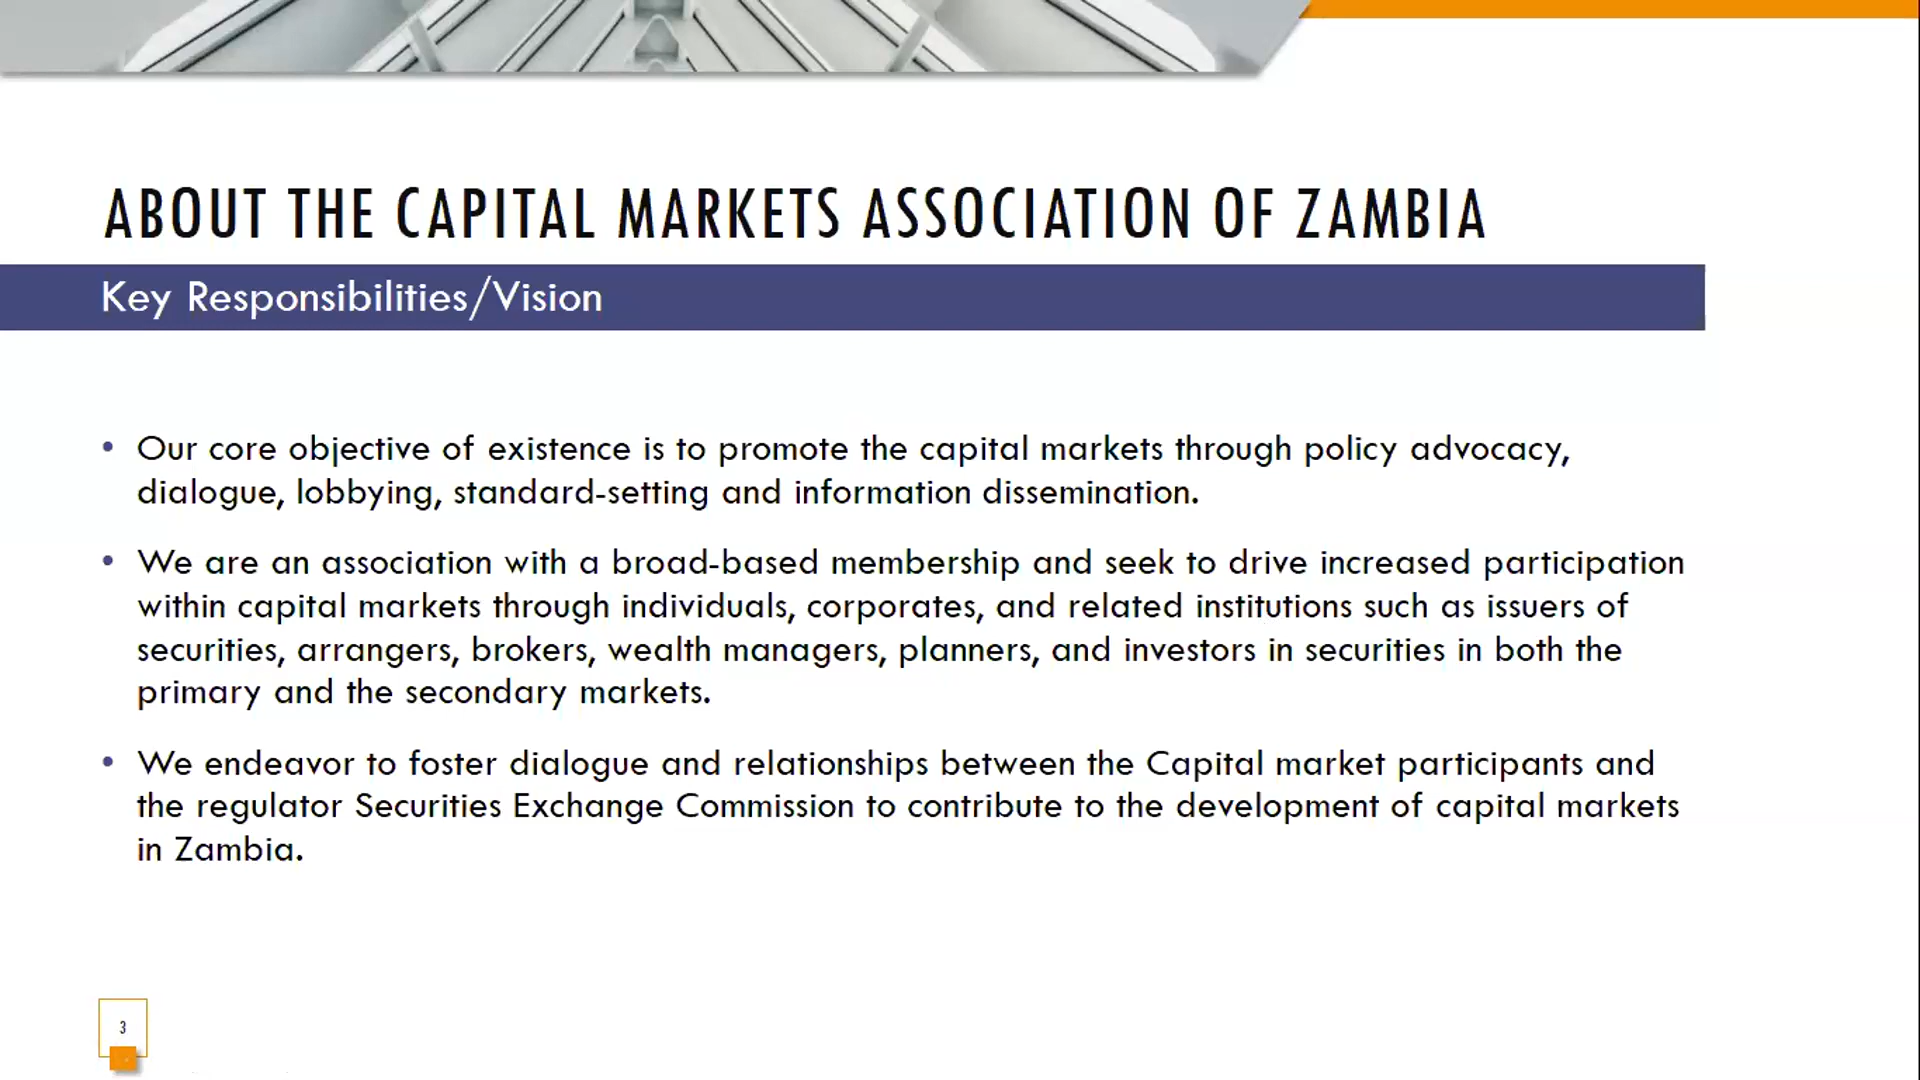 ABOUT THE CAPITAL MARKETS ASSOCIATION OF ZAMBIA
Key Responsibilities/Vision
• Our core objective of existence is to promote the capital markets through policy advocacy,
dialogue, lobbying, standard-setting and information dissemination.
• We are an association with a broad-based membership and seek to drive increased participation
within capital markets through individuals, corporates, and related institutions such as issuers of
securities, arrangers, brokers, wealth managers, planners, and investors in securities in both the
primary and the secondary markets.
• We endeavor to foster dialogue and relationships between the Capital market participants and
the regulator Securities Exchange Commission to contribute to the development of capital markets
in Zambia.
3